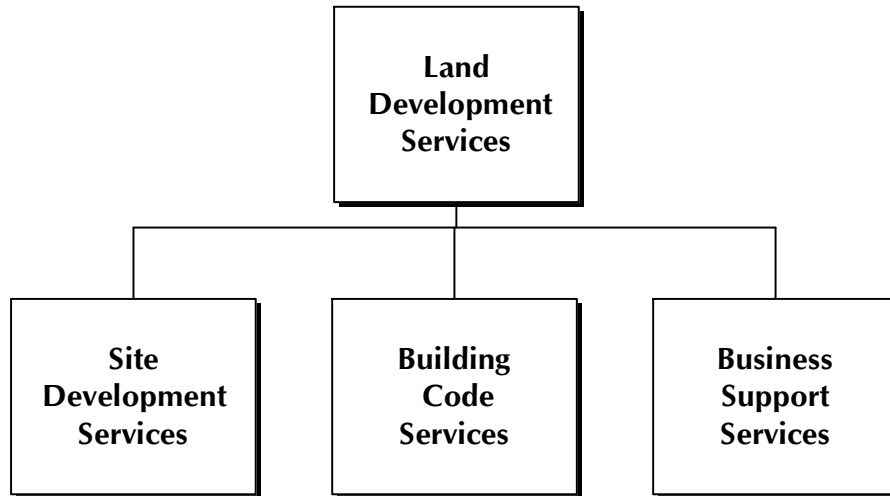 Land
Development
Services
Site
Development
Services
Building
Code
Services
Business
Support
Services